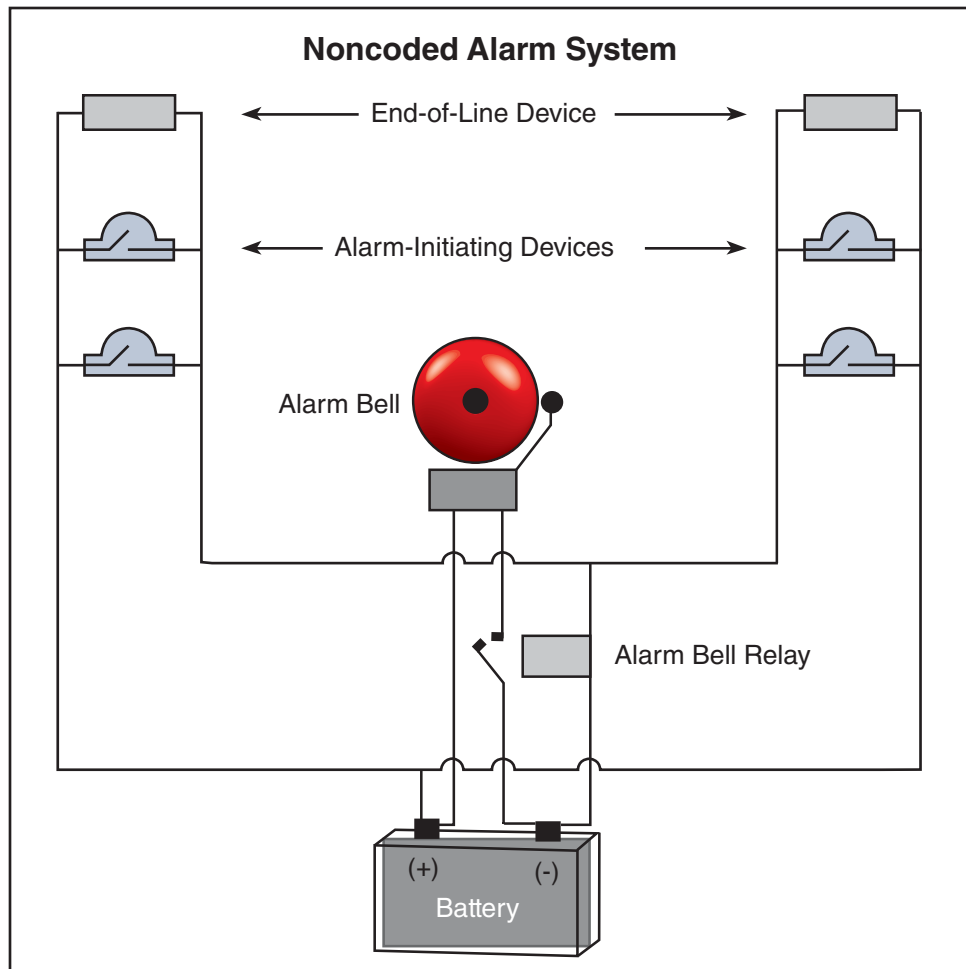 Noncoded Alarm System
End-of-Line Device
Alarm-Initiating Devices
Alarm Bell
Alarm Bell Relay
(+)
(-)
Battery